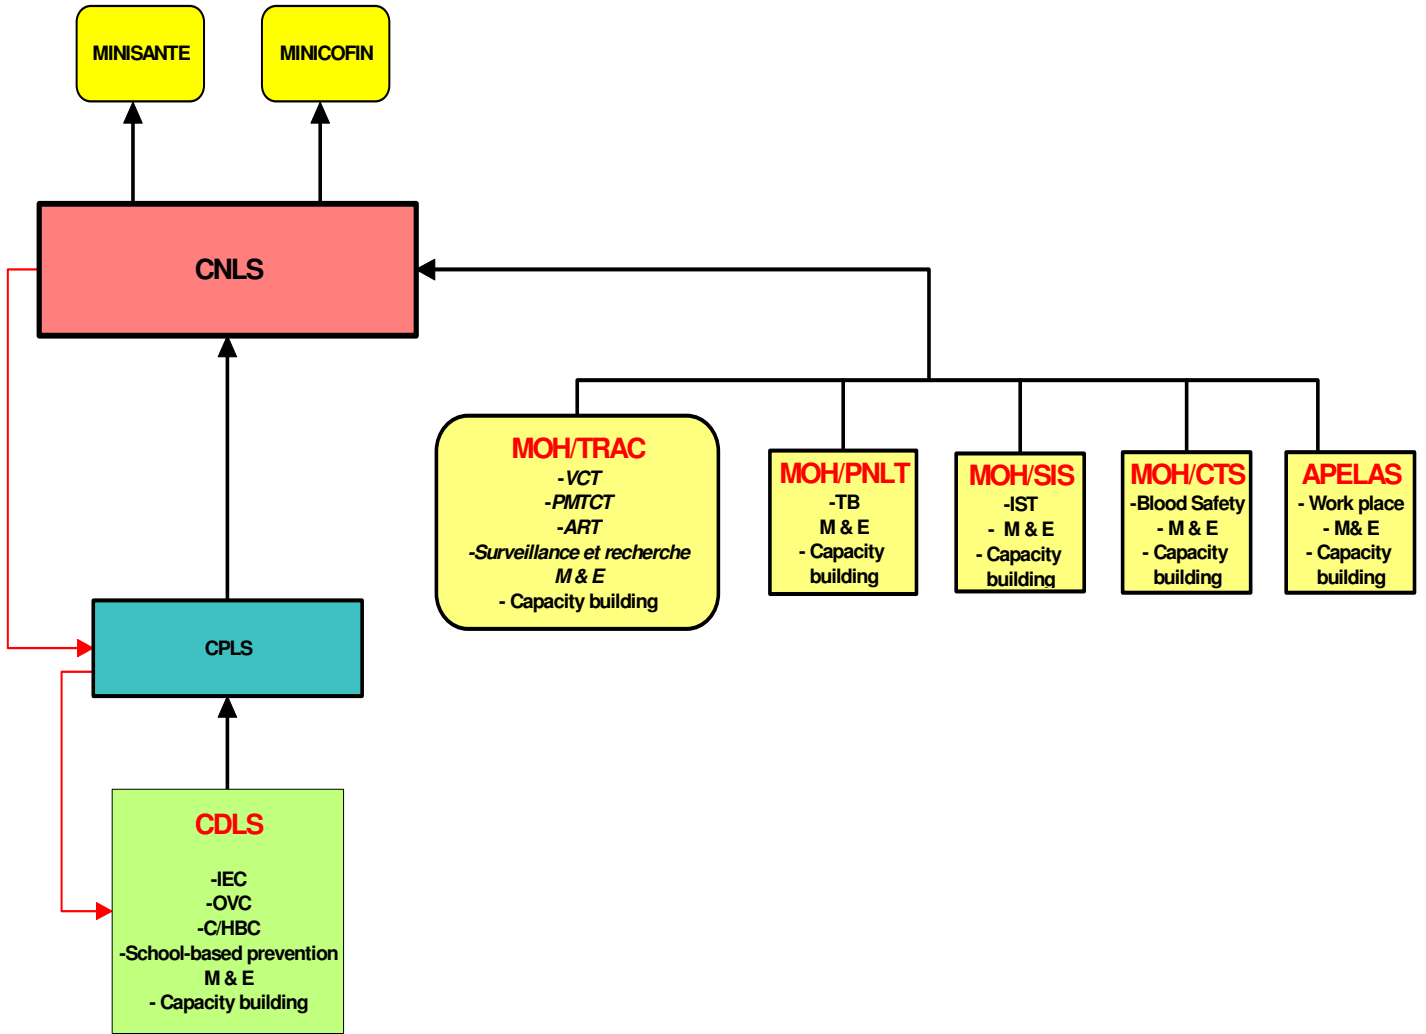 MINISANTE
MINICOFIN
CNLS
MOH/TRAC
-VCT
-PMTCT
-ART
-Surveillance et recherche
M & E
- Capacity building
MOH/PNLT
-TB
M & E
- Capacity
building
MOH/SIS
-IST
- M & E
- Capacity
building
MOH/CTS
-Blood Safety
- M & E
- Capacity
building
APELAS
- Work place
- M& E
- Capacity
building
CPLS
CDLS
-IEC
-OVC
-C/HBC
-School-based prevention
M & E
- Capacity building